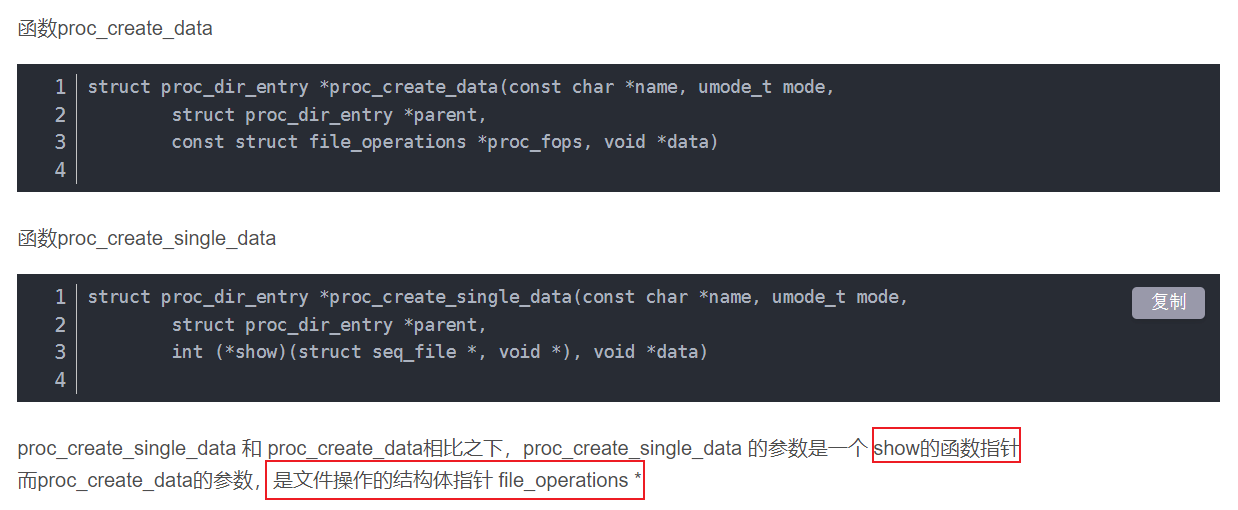 函数proc_create_data
1 struct proc_dir_entry *proc_create_data(const char *name, umode_t mode,
2 struct proc_dir_entry *parent,
3 const struct file_operations *proc_fops, void *data)
4
函数proc_create_single_data
1 struct proc_dir_entry *proc_create_single_data(const char *name, umode_t mode,
复制
2 struct proc_dir_entry *parent,
3 int (*show)(struct seq_file *, void *), void *data)
4
proc_create_single_data 和 proc_create_data相比之下，proc_create_single_data 的参数是一个 show的函数指针
而proc_create_data的参数，是文件操作的结构体指针 file_operations *